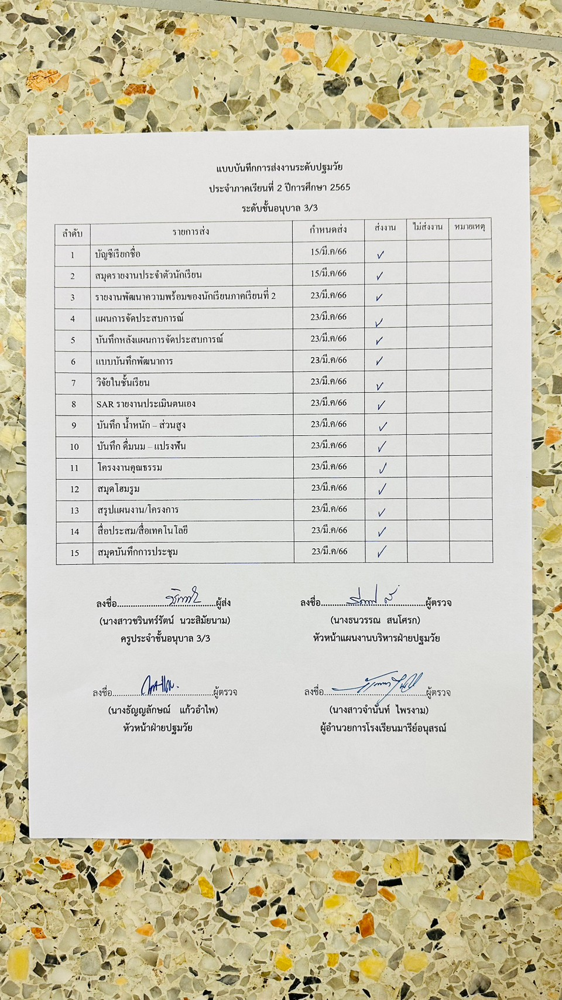 แบบบันทึกการส่งงานระดับปฐมวัย
ประจำภาคเรียนที่ 2 ปีการศึกษา 2565
ระดับชั้นอนุบาล 3/3
ลำดับ รายการส่ง กำหนดส่ง ส่งงาน ไม่ส่งงาน หมายเหตุ
1 บัญชีเรียกชื่อ 15/มี.ค/66 ✓
2 สมุดรายงานประจำตัวนักเรียน 15/มี.ค/66 ✓
3 รายงานพัฒนาความพร้อมของนักเรียนภาคเรียนที่ 2 23/มี.ค/66 ✓
4 แผนการจัดประสบการณ์ 23/มี.ค/66 ✓
5 บันทึกหลังแผนการจัดประสบการณ์ 23/มี.ค/66 ✓
6 แบบบันทึกพัฒนาการ 23/มี.ค/66 ✓
7 วิจัยในชั้นเรียน 23/มี.ค/66 ✓
8 SAR รายงานประเมินตนเอง 23/มี.ค/66 ✓
9 บันทึก น้ำหนัก – ส่วนสูง 23/มี.ค/66 ✓
10 บันทึก ดื่มนม – แปรงฟัน 23/มี.ค/66 ✓
11 โครงงานคุณธรรม 23/มี.ค/66 ✓
12 สมุดโฮมรูม 23/มี.ค/66 ✓
13 สรุปแผนงาน/โครงการ 23/มี.ค/66 ✓
14 สื่อประสม/สื่อเทคโนโลยี 23/มี.ค/66 ✓
15 สมุดบันทึกการประชุม 23/มี.ค/66 ✓
ลงชื่อ....................................ผู้ส่ง ลงชื่อ......................................ผู้ตรวจ
(นางสาวชรินทร์รัตน์ นวะสิมัยนาม) (นางธนวรรณ สนโศรก)
ครูประจำชั้นอนุบาล 3/3 หัวหน้าแผนงานบริหารฝ่ายปฐมวัย
ลงชื่อ......................................ผู้ตรวจ ลงชื่อ......................................ผู้ตรวจ
(นางธัญญลักษณ์ แก้วอำไพ) (นางสาวจำนันท์ ไพรงาม)
หัวหน้าฝ่ายปฐมวัย ผู้อำนวยการโรงเรียนมารีย์อนุสรณ์